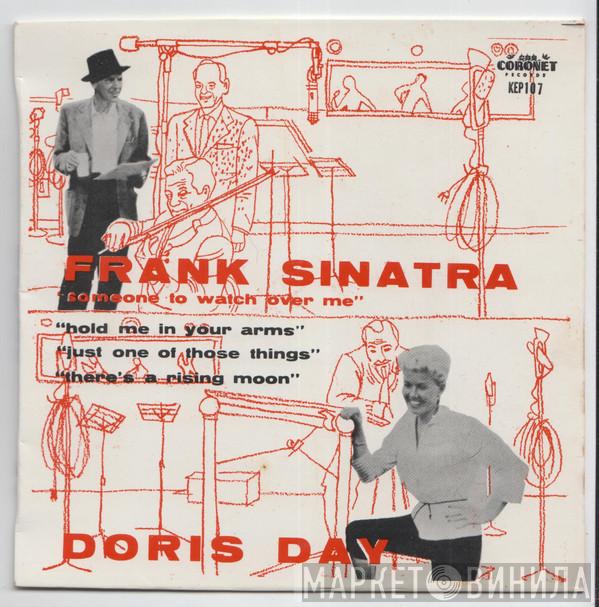 CORONET
RECORDS
KEP107
FRANK SINATRA
"someone to watch over me"
"hold me in your arms"
"just one of those things"
"there's a rising moon"
DORIS DAY
МАРКЕТ ВИНИЛА